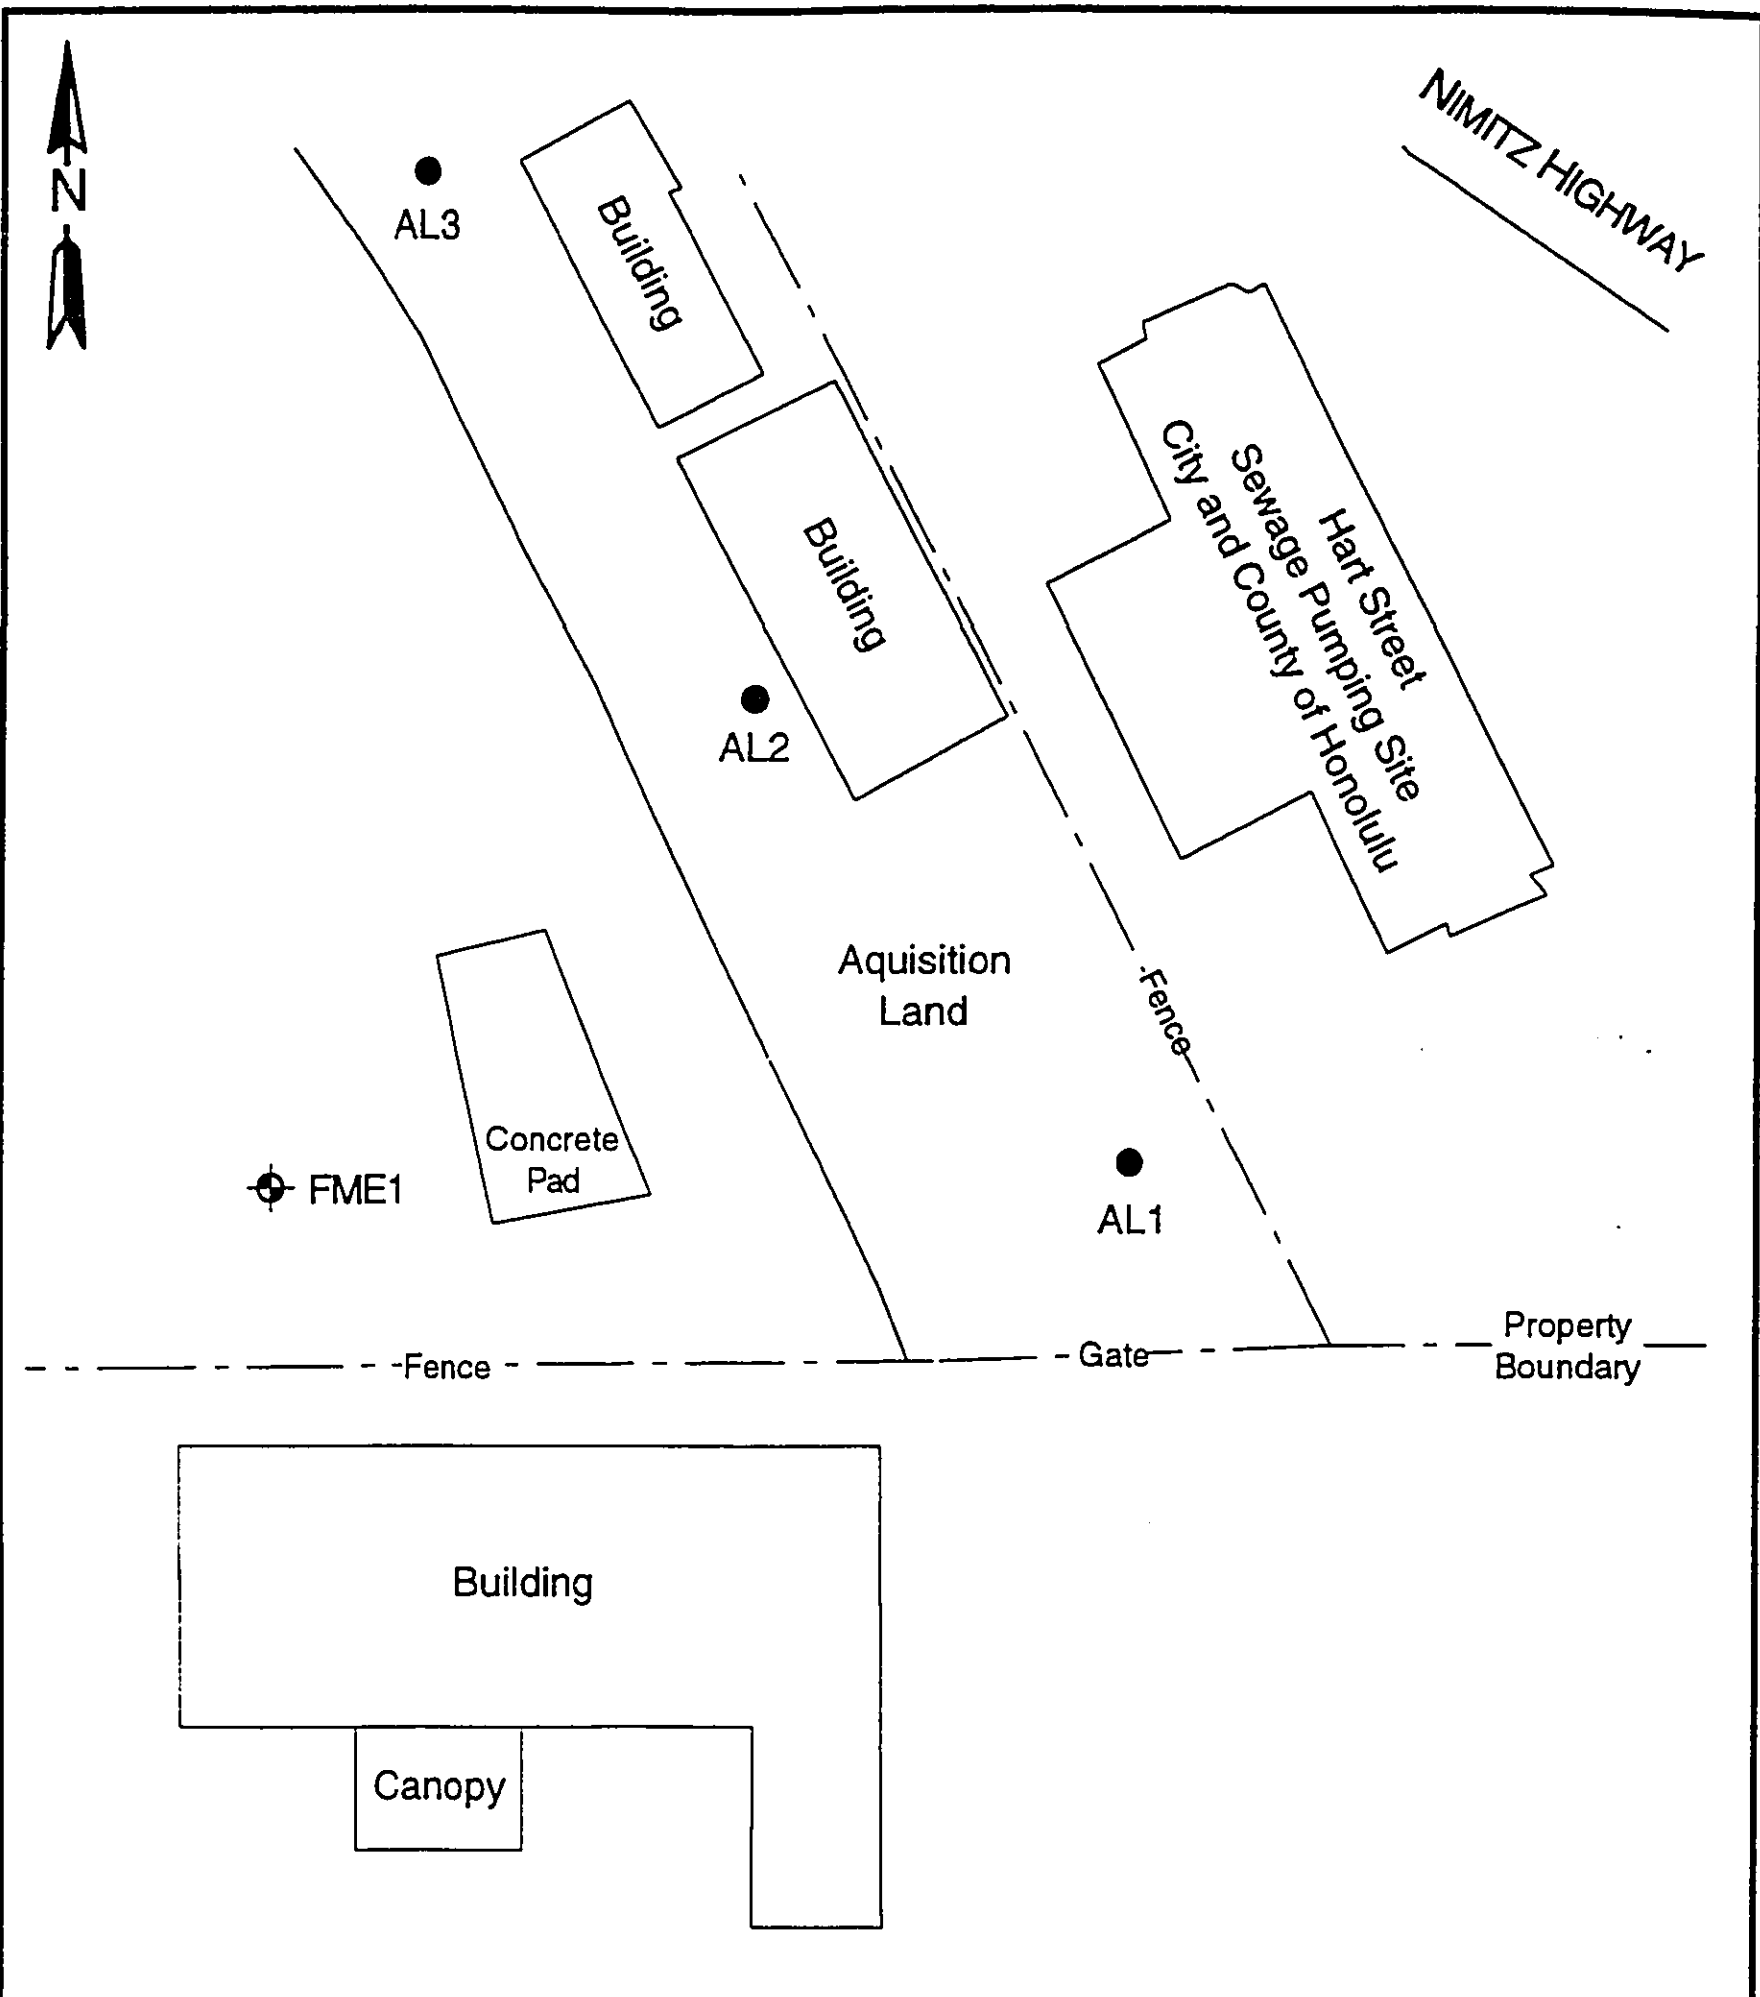 N
NIMITZ HIGHWAY
AL3
Building
Building
Hart Street
Sewage Pumping Site
City and County of Honolulu
AL2
Aquisition
Land
Fence
Concrete
Pad
FME1
AL1
Fence
Gate
Property
Boundary
Building
Canopy